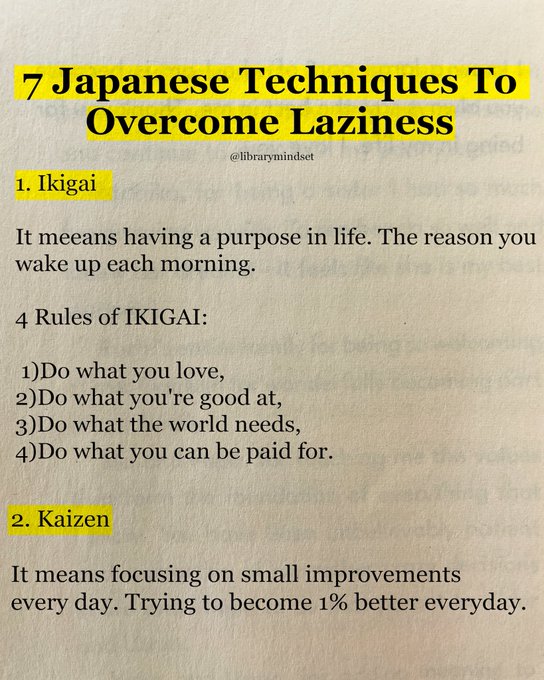 7 Japanese Techniques To
Overcome Laziness
@librarymindset
1. Ikigai
It meeans having a purpose in life. The reason you
wake up each morning.
4 Rules of IKIGAI:
1)Do what you love,
2)Do what you're good at,
3)Do what the world needs,
4)Do what you can be paid for.
2. Kaizen
It means focusing on small improvements
every day. Trying to become 1% better everyday.